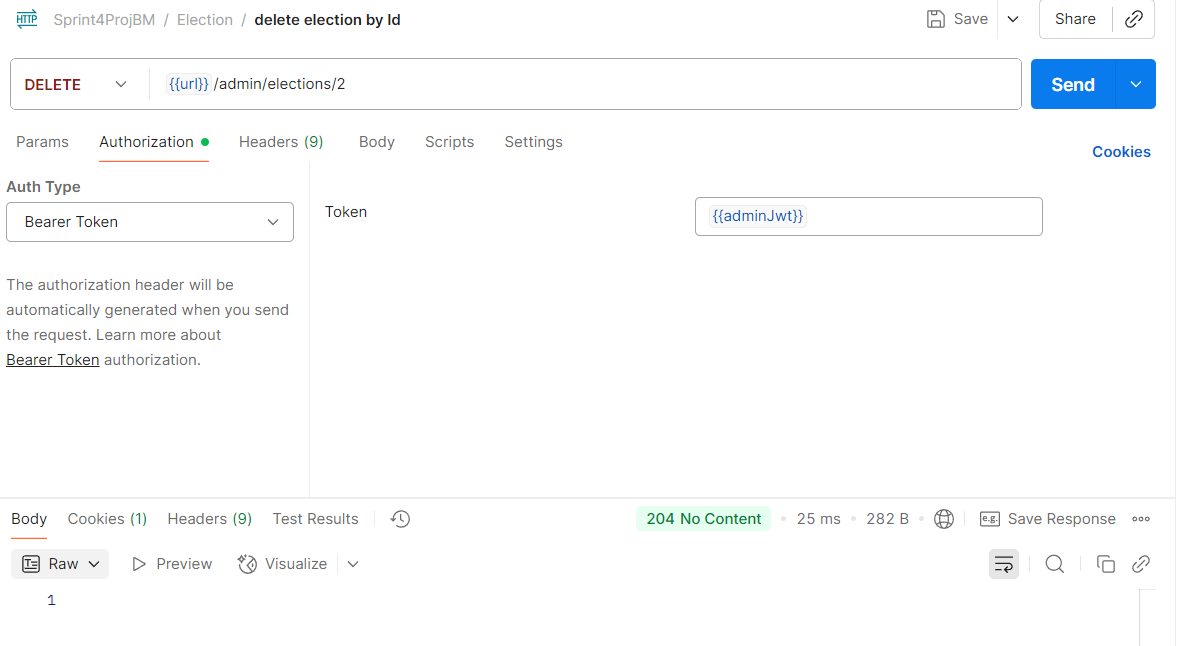 HTTP Sprint4ProjBM / Election / delete election by Id Save Share
DELETE {{url}} /admin/elections/2 Send
Params Authorization Headers (9) Body Scripts Settings
Cookies
Auth Type
Bearer Token
Token {{adminJwt}}
The authorization header will be
automatically generated when you send
the request. Learn more about
Bearer Token authorization.
Body Cookies (1) Headers (9) Test Results 204 No Content 25 ms 282 B e.g. Save Response
Raw Preview Visualize
1